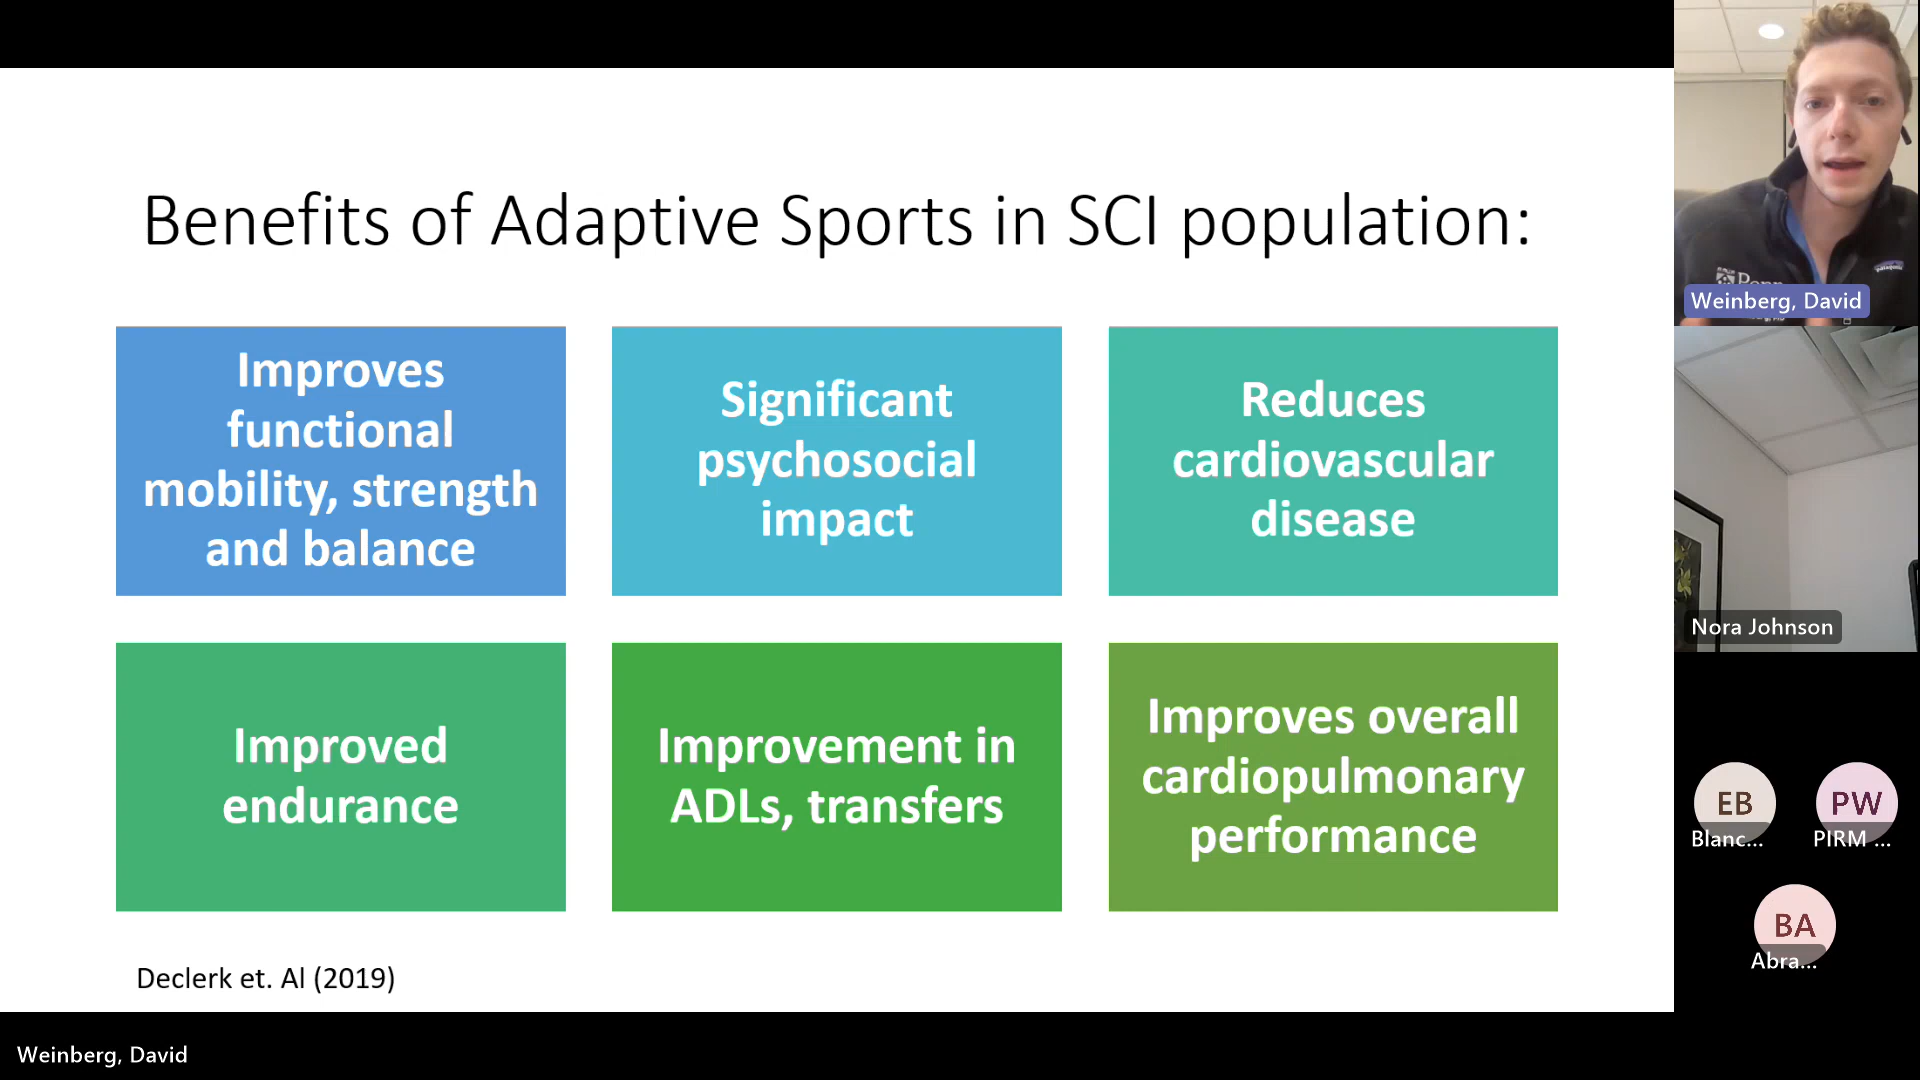 Benefits of Adaptive Sports in SCI population:
Improves
functional
mobility, strength
and balance
Significant
psychosocial
impact
Reduces
cardiovascular
disease
Improved
endurance
Improvement in
ADLs, transfers
Improves overall
cardiopulmonary
performance
Declerk et. Al (2019)
Weinberg, David
patagonia
Weinberg, David
Nora Johnson
EB
Blanc...
PW
PIRM ...
BA
Abra...